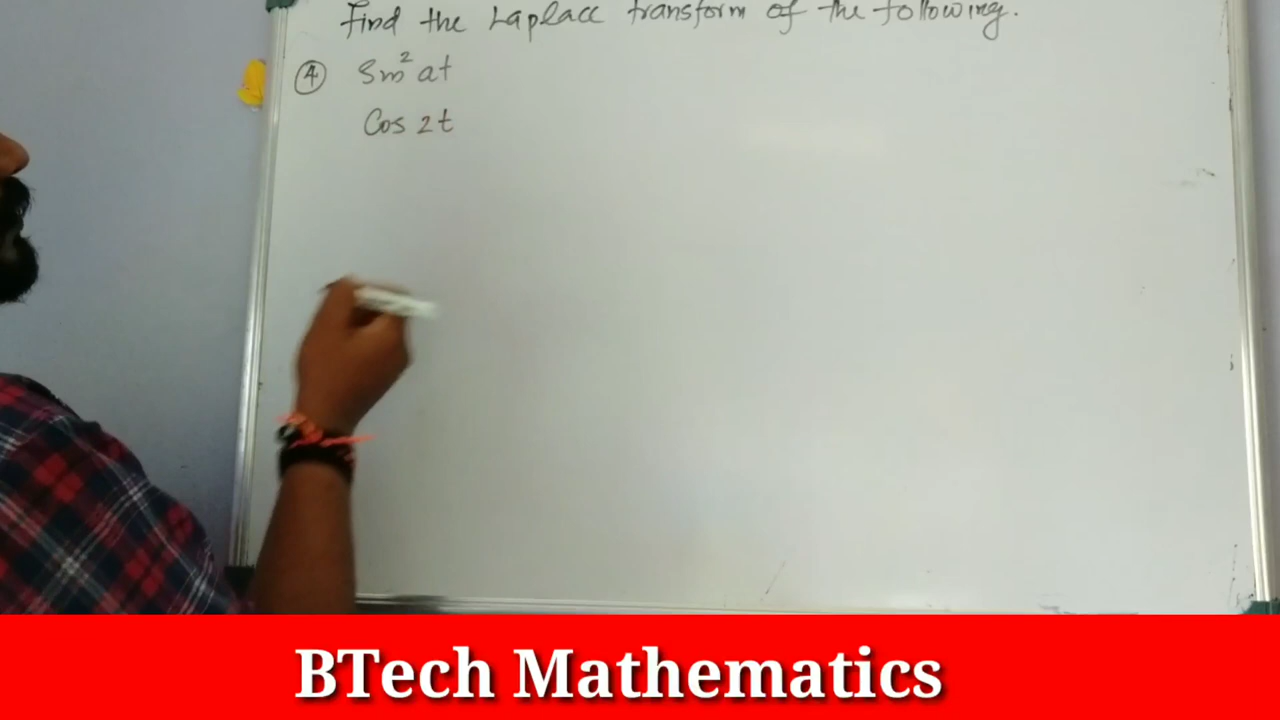 Find the Laplace transform of the following.
④ Sin² at
Cos 2t
BTech Mathematics